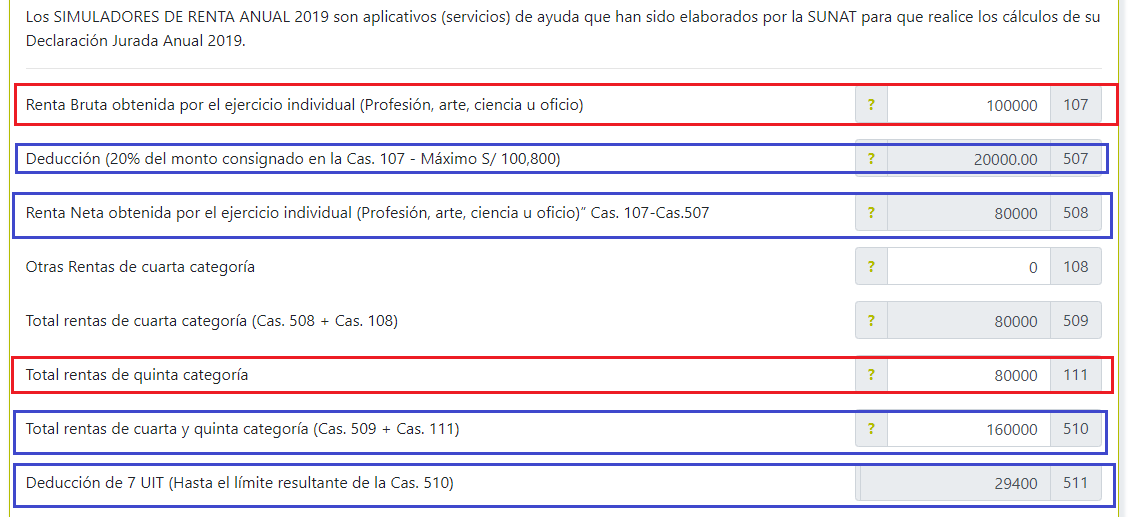 Los SIMULADORES DE RENTA ANUAL 2019 son aplicativos (servicios) de ayuda que han sido elaborados por la SUNAT para que realice los cálculos de su
Declaración Jurada Anual 2019.
Renta Bruta obtenida por el ejercicio individual (Profesión, arte, ciencia u oficio) ? 100000 107
Deducción (20% del monto consignado en la Cas. 107 - Máximo S/ 100,800) ? 20000.00 507
Renta Neta obtenida por el ejercicio individual (Profesión, arte, ciencia u oficio)” Cas. 107-Cas.507 ? 80000 508
Otras Rentas de cuarta categoría ? 0 108
Total rentas de cuarta categoría (Cas. 508 + Cas. 108) ? 80000 509
Total rentas de quinta categoría ? 80000 111
Total rentas de cuarta y quinta categoría (Cas. 509 + Cas. 111) ? 160000 510
Deducción de 7 UIT (Hasta el límite resultante de la Cas. 510) 29400 511